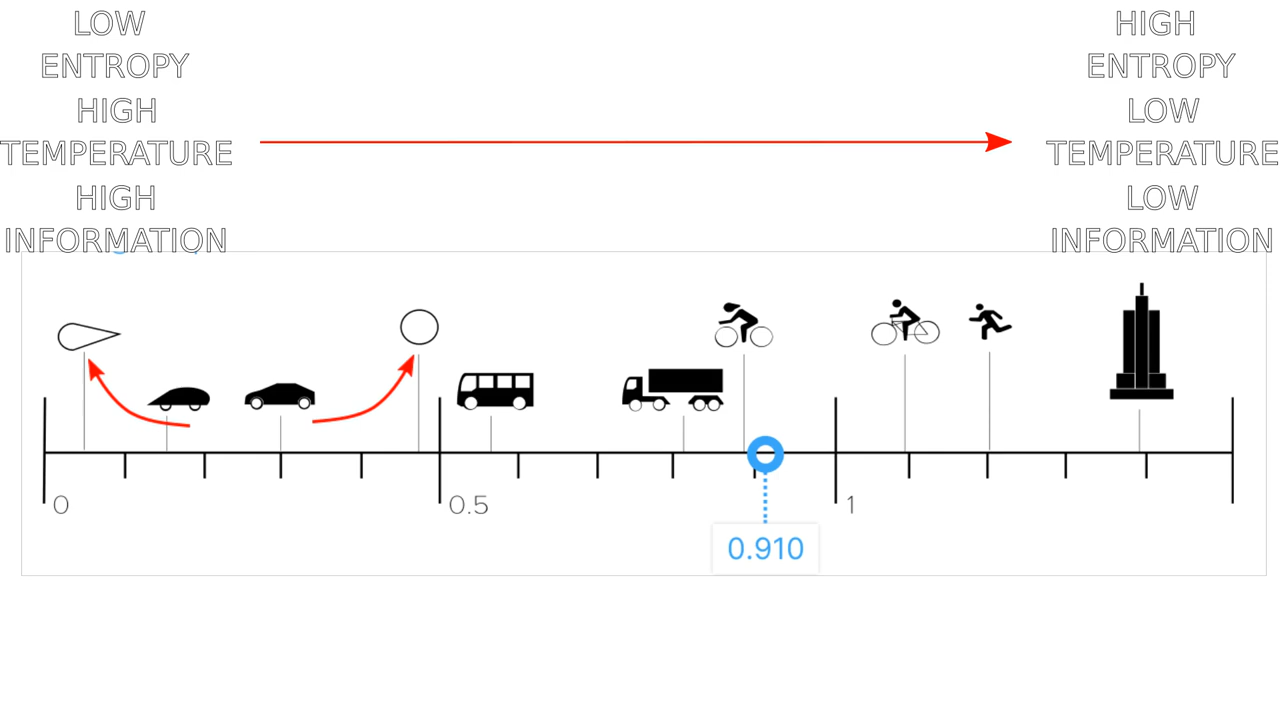 LOW
ENTROPY
HIGH
TEMPERATURE
HIGH
INFORMATION
HIGH
ENTROPY
LOW
TEMPERATURE
LOW
INFORMATION
0
0.5
1
0.910